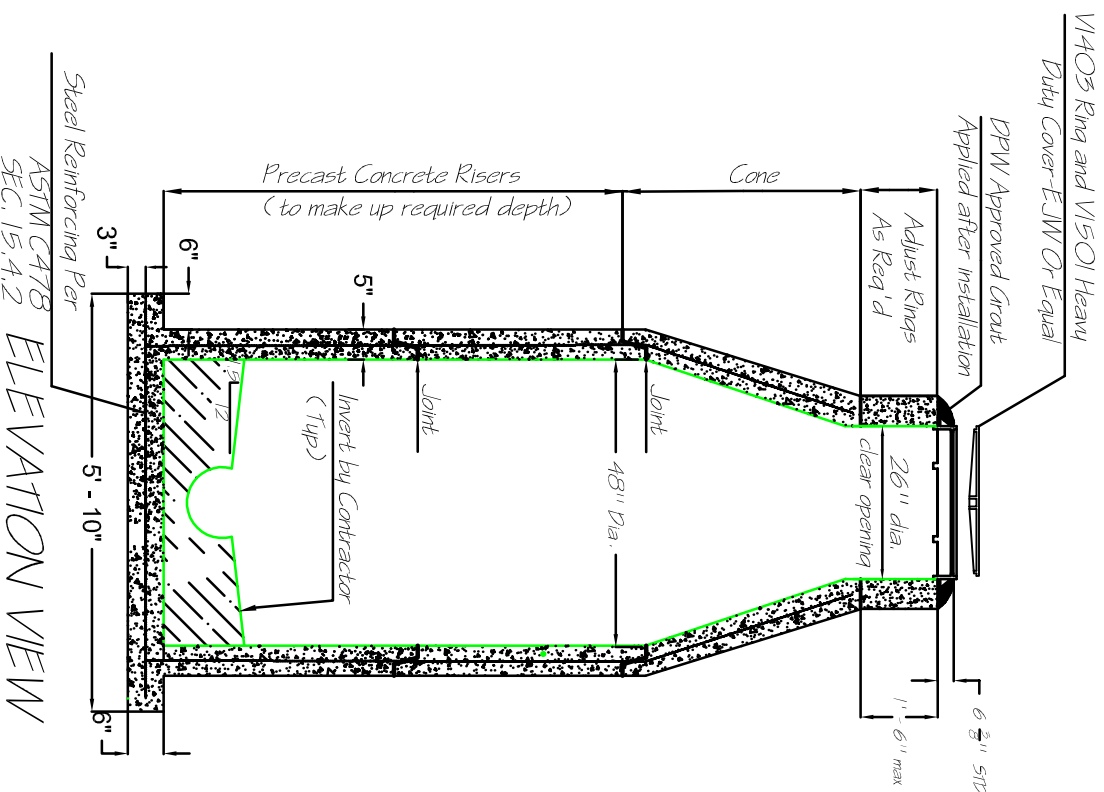 V1403 Ring and V1501 Heavy
Duty Cover-EJW Or Equal
DPW Approved Grout
Applied after installation
Adjust Rings
As Req'd
Cone
Precast Concrete Risers
(to make up required depth)
26" dia.
clear opening
6 3/8" STD
1'-6" max
Joint
48" Dia.
Joint
5"
Invert by Contractor
(Typ)
12
6"
3"
6"
5' - 10"
Steel Reinforcing Per
ASTM C478
SEC. 15.4.2
ELEVATION VIEW